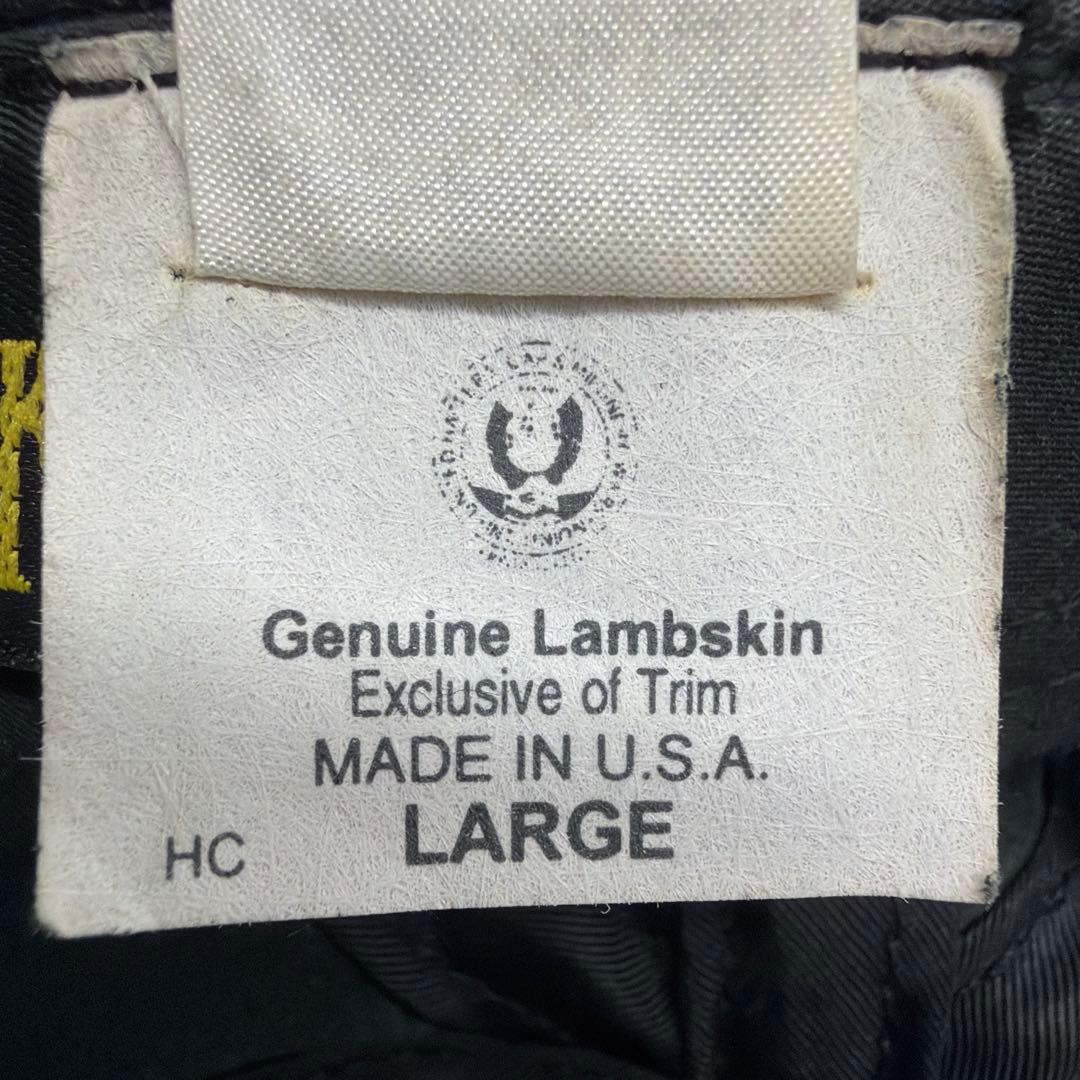 Genuine Lambskin
Exclusive of Trim
MADE IN U.S.A.
LARGE
HC